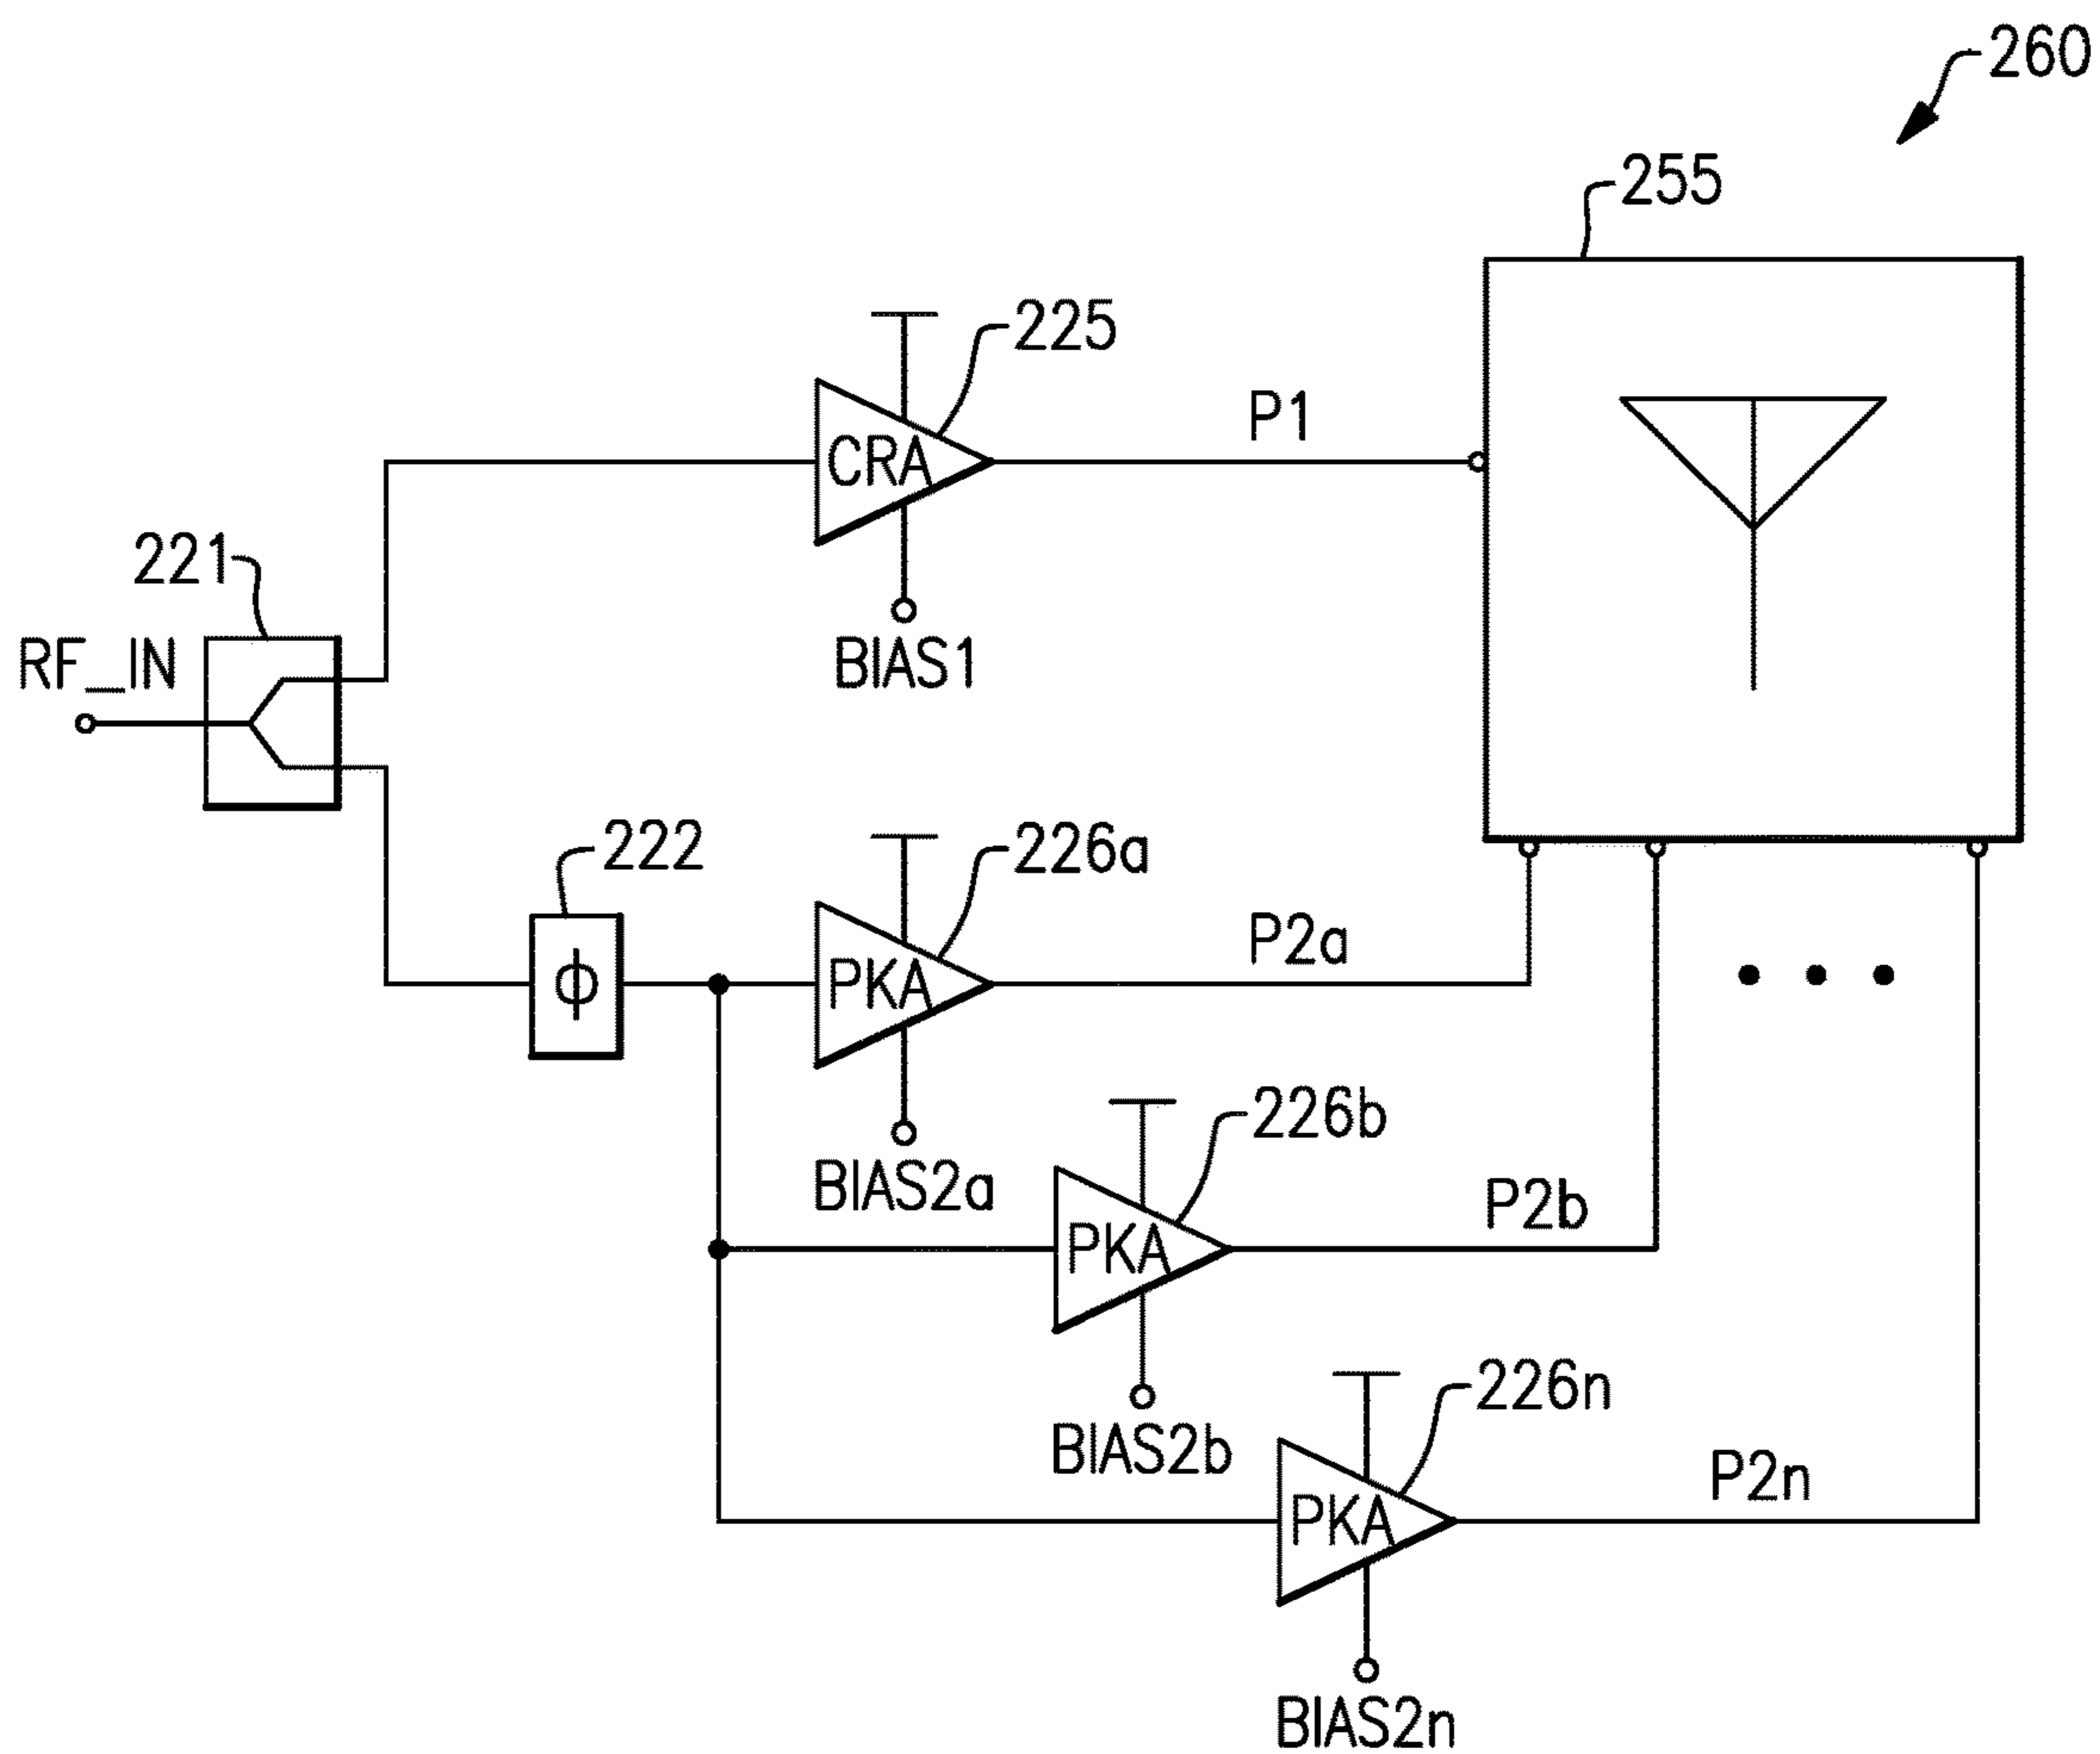 260
255
225
P1
CRA
221
RF_IN
BIAS1
222
226a
P2a
ϕ
PKA
226b
BIAS2a
P2b
PKA
226n
BIAS2b
P2n
PKA
BIAS2n